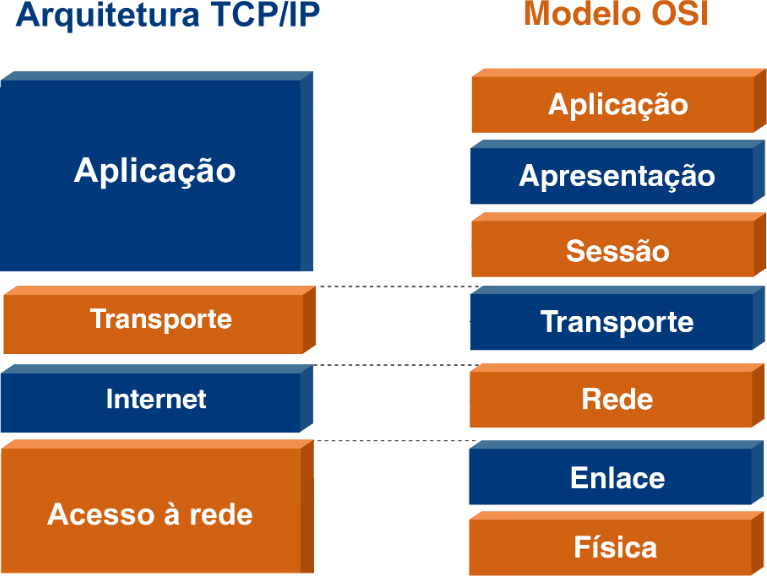 Arquitetura TCP/IP
Modelo OSI
Aplicação
Transporte
Internet
Acesso à rede
Aplicação
Apresentação
Sessão
Transporte
Rede
Enlace
Física